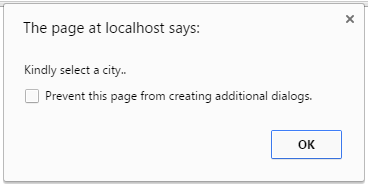 The page at localhost says:
Kindly select a city..
Prevent this page from creating additional dialogs.
OK